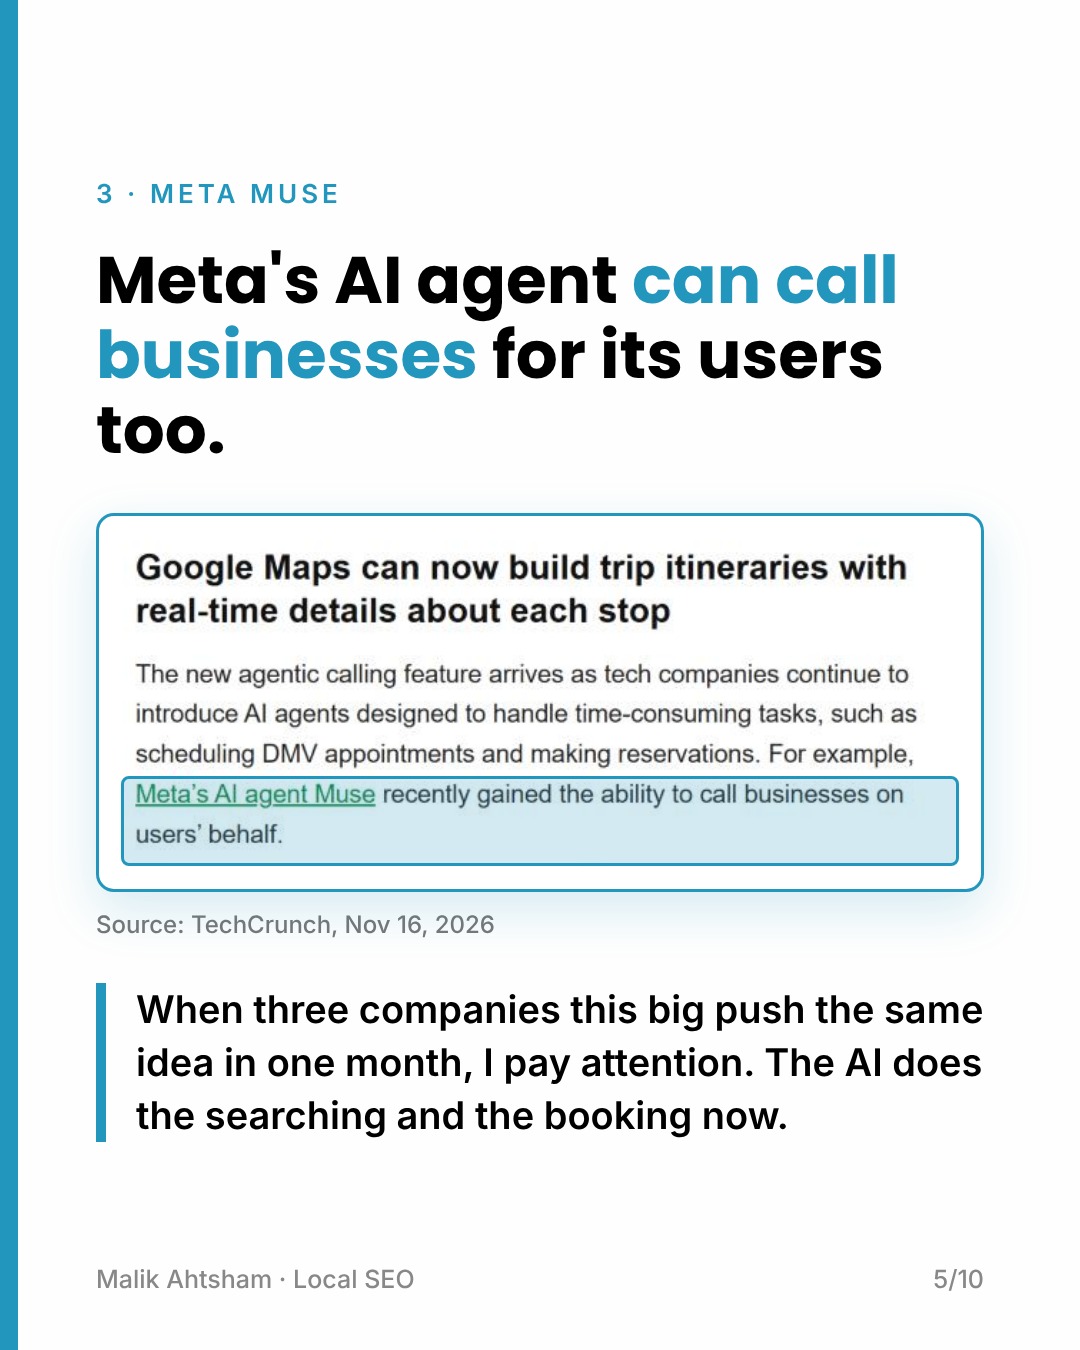 3 · META MUSE
Meta's AI agent can call
businesses for its users
too.
Google Maps can now build trip itineraries with
real-time details about each stop
The new agentic calling feature arrives as tech companies continue to
introduce AI agents designed to handle time-consuming tasks, such as
scheduling DMV appointments and making reservations. For example,
Meta’s AI agent Muse recently gained the ability to call businesses on
users’ behalf.
Source: TechCrunch, Nov 16, 2026
When three companies this big push the same
idea in one month, I pay attention. The AI does
the searching and the booking now.
Malik Ahtsham · Local SEO
5/10